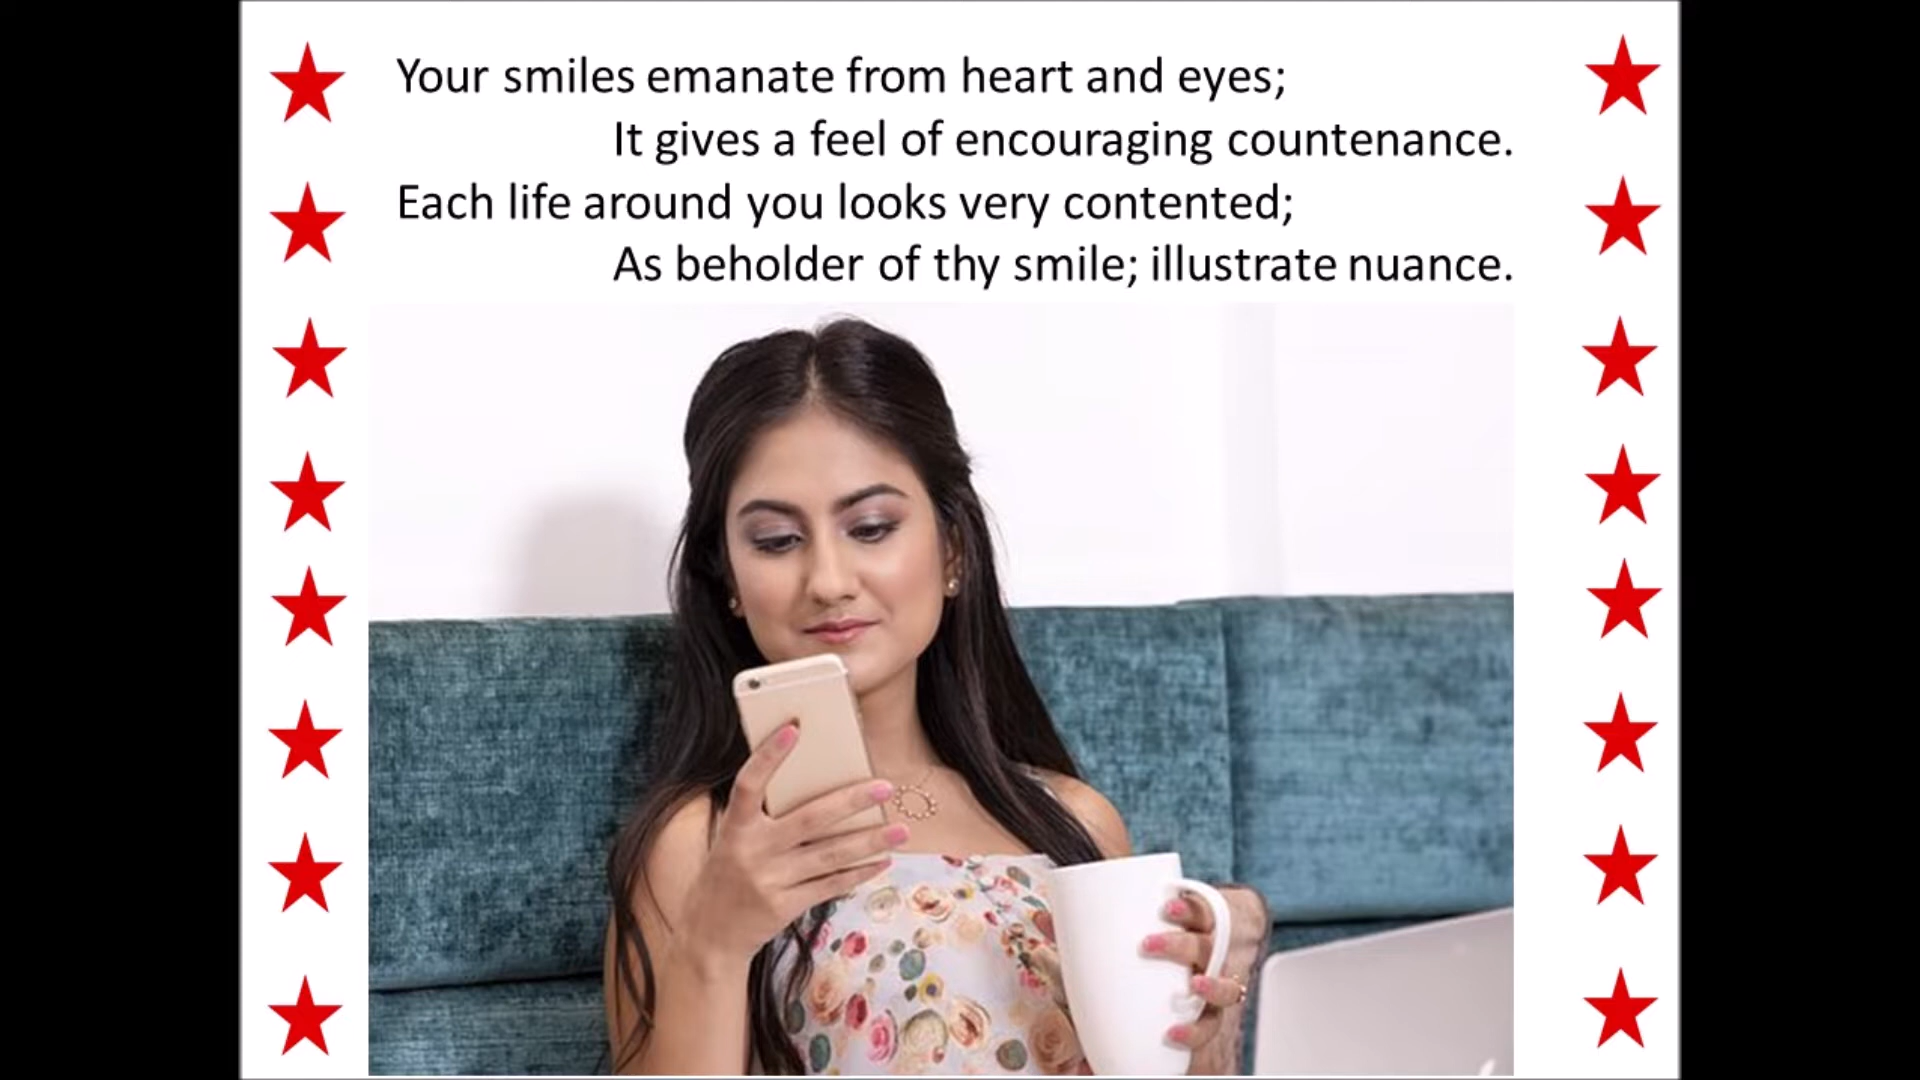 Your smiles emanate from heart and eyes;
It gives a feel of encouraging countenance.
Each life around you looks very contented;
As beholder of thy smile; illustrate nuance.